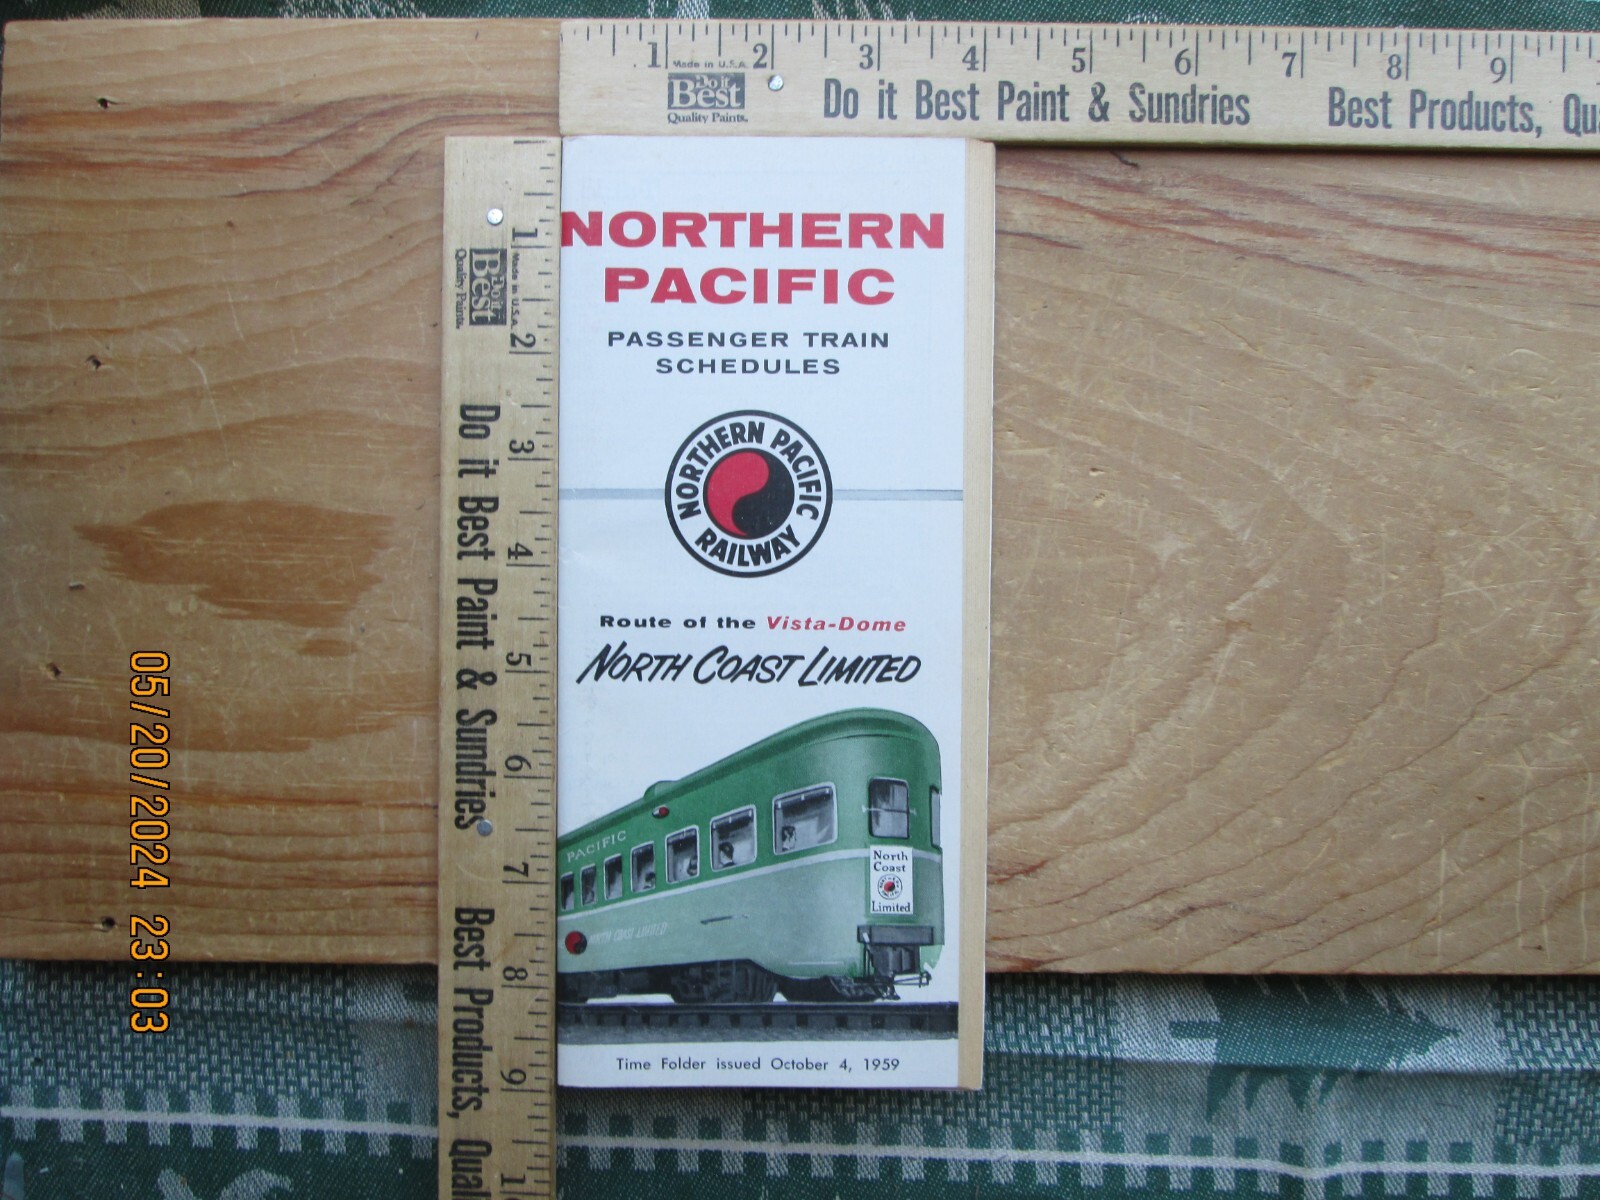 1 2 3 4 5 6 7 8 9
Made in U.S.A.
Do it
Best
Quality Paints.
Do it Best Paint & Sundries Best Products, Qua
1 2 3 4 5 6 7 8 9 1
Made in U.S.A.
Do it
Best
Quality Paints.
Do it Best Paint & Sundries Best Products, Qual
NORTHERN
PACIFIC
PASSENGER TRAIN
SCHEDULES
NORTHERN PACIFIC
RAILWAY
Route of the Vista-Dome
NORTH COAST LIMITED
PACIFIC
NORTH COAST LIMITED
North
Coast
Limited
Time Folder issued October 4, 1959
05/20/2024 23:03